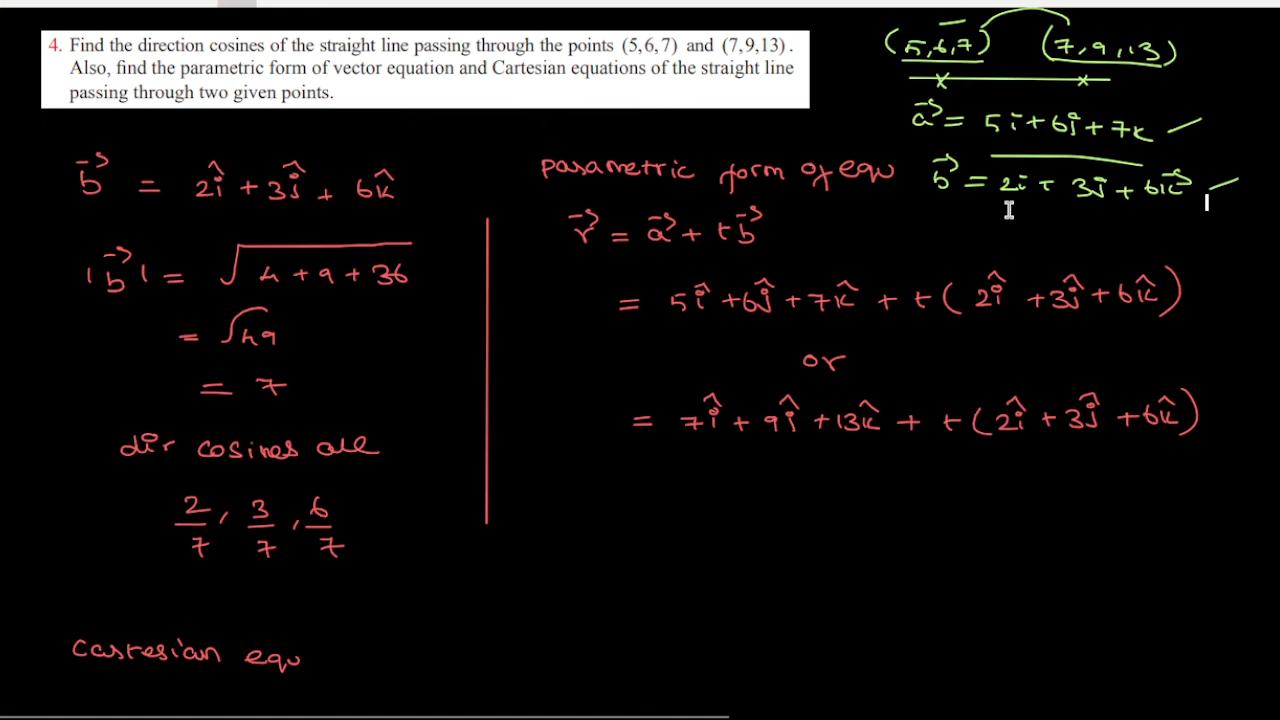 4. Find the direction cosines of the straight line passing through the points (5,6,7) and (7,9,13).
Also, find the parametric form of vector equation and Cartesian equations of the straight line
passing through two given points.
(5,6,7) (7,9,13)
a⃗ = 5i + 6j + 7k
b⃗ = 2i + 3j + 6k⃗
b⃗ = 2î + 3ĵ + 6k̂
|b⃗| = √4 + 9 + 36
= √49
= 7
dir cosines are
2/7, 3/7, 6/7
parametric form of equ
r⃗ = a⃗ + tb⃗
= 5î + 6ĵ + 7k̂ + t(2î + 3ĵ + 6k̂)
or
= 7î + 9ĵ + 13k̂ + t(2î + 3ĵ + 6k̂)
cartesian equ